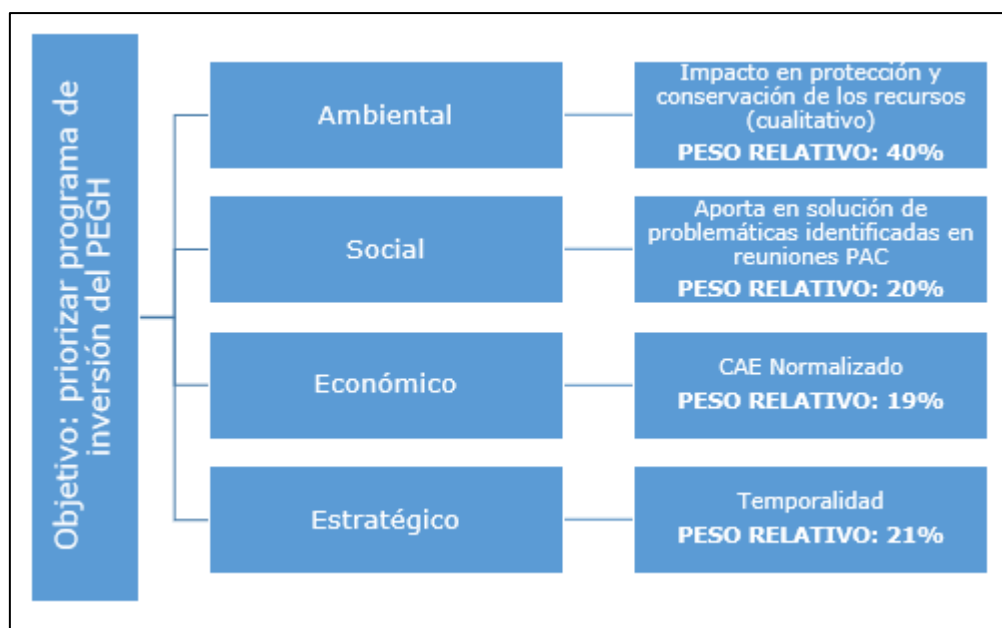 Objetivo: priorizar programa de
inversión del PEGH
Ambiental
Impacto en protección y
conservación de los recursos
(cualitativo)
PESO RELATIVO: 40%
Social
Aporta en solución de
problemáticas identificadas en
reuniones PAC
PESO RELATIVO: 20%
Económico
CAE Normalizado
PESO RELATIVO: 19%
Estratégico
Temporalidad
PESO RELATIVO: 21%